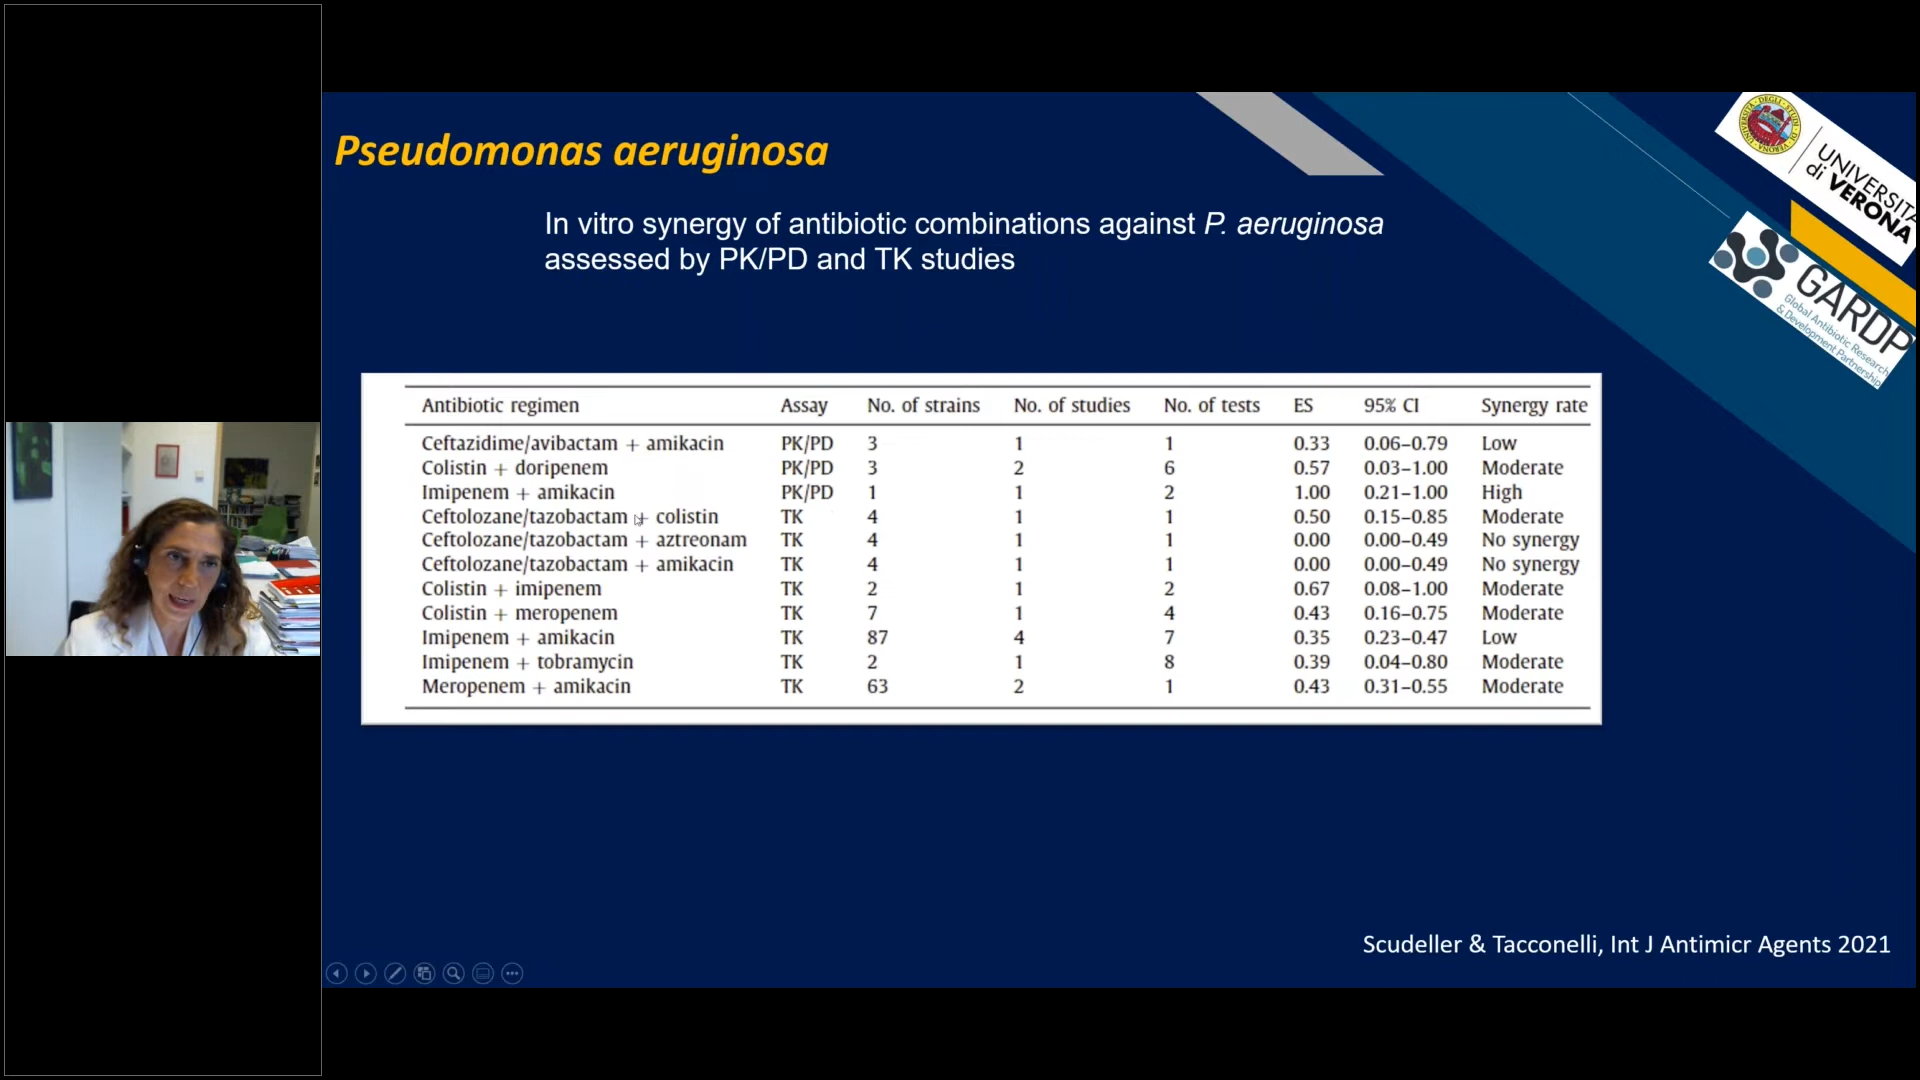 Pseudomonas aeruginosa
In vitro synergy of antibiotic combinations against P. aeruginosa
assessed by PK/PD and TK studies
UNIVERSITÀ
di VERONA
GARDP
Global Antibiotic Research
& Development Partnership
Antibiotic regimen Assay No. of strains No. of studies No. of tests ES 95% CI Synergy rate
Ceftazidime/avibactam + amikacin PK/PD 3 1 1 0.33 0.06–0.79 Low
Colistin + doripenem PK/PD 3 2 6 0.57 0.03–1.00 Moderate
Imipenem + amikacin PK/PD 1 1 2 1.00 0.21–1.00 High
Ceftolozane/tazobactam + colistin TK 4 1 1 0.50 0.15–0.85 Moderate
Ceftolozane/tazobactam + aztreonam TK 4 1 1 0.00 0.00–0.49 No synergy
Ceftolozane/tazobactam + amikacin TK 4 1 1 0.00 0.00–0.49 No synergy
Colistin + imipenem TK 2 1 2 0.67 0.08–1.00 Moderate
Colistin + meropenem TK 7 1 4 0.43 0.16–0.75 Moderate
Imipenem + amikacin TK 87 4 7 0.35 0.23–0.47 Low
Imipenem + tobramycin TK 2 1 8 0.39 0.04–0.80 Moderate
Meropenem + amikacin TK 63 2 1 0.43 0.31–0.55 Moderate
Scudeller & Tacconelli, Int J Antimicr Agents 2021